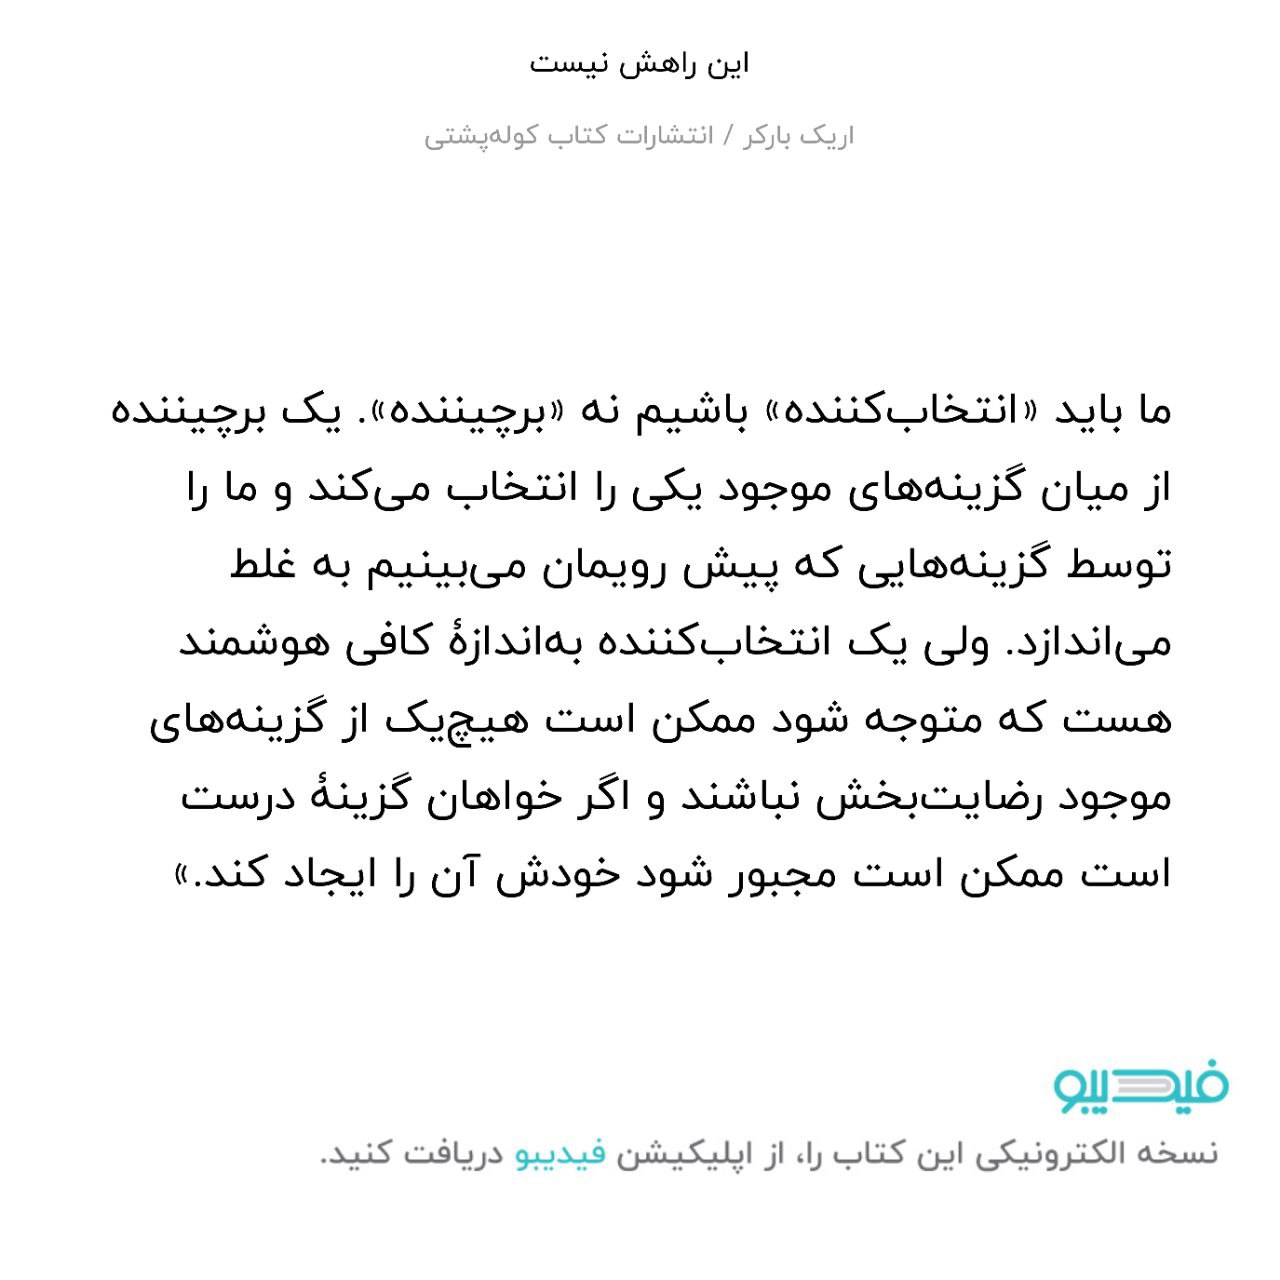 این راهش نیست
اریک بارکر / انتشارات کتاب کوله‌پشتی
ما باید «انتخاب‌کننده» باشیم نه «برچیننده». یک برچیننده
از میان گزینه‌های موجود یکی را انتخاب می‌کند و ما را
توسط گزینه‌هایی که پیش رویمان می‌بینیم به غلط
می‌اندازد. ولی یک انتخاب‌کننده به‌اندازهٔ کافی هوشمند
هست که متوجه شود ممکن است هیچ‌یک از گزینه‌های
موجود رضایت‌بخش نباشند و اگر خواهان گزینهٔ درست
است ممکن است مجبور شود خودش آن را ایجاد کند.»
فیدیبو
نسخه الکترونیکی این کتاب را، از اپلیکیشن فیدیبو دریافت کنید.